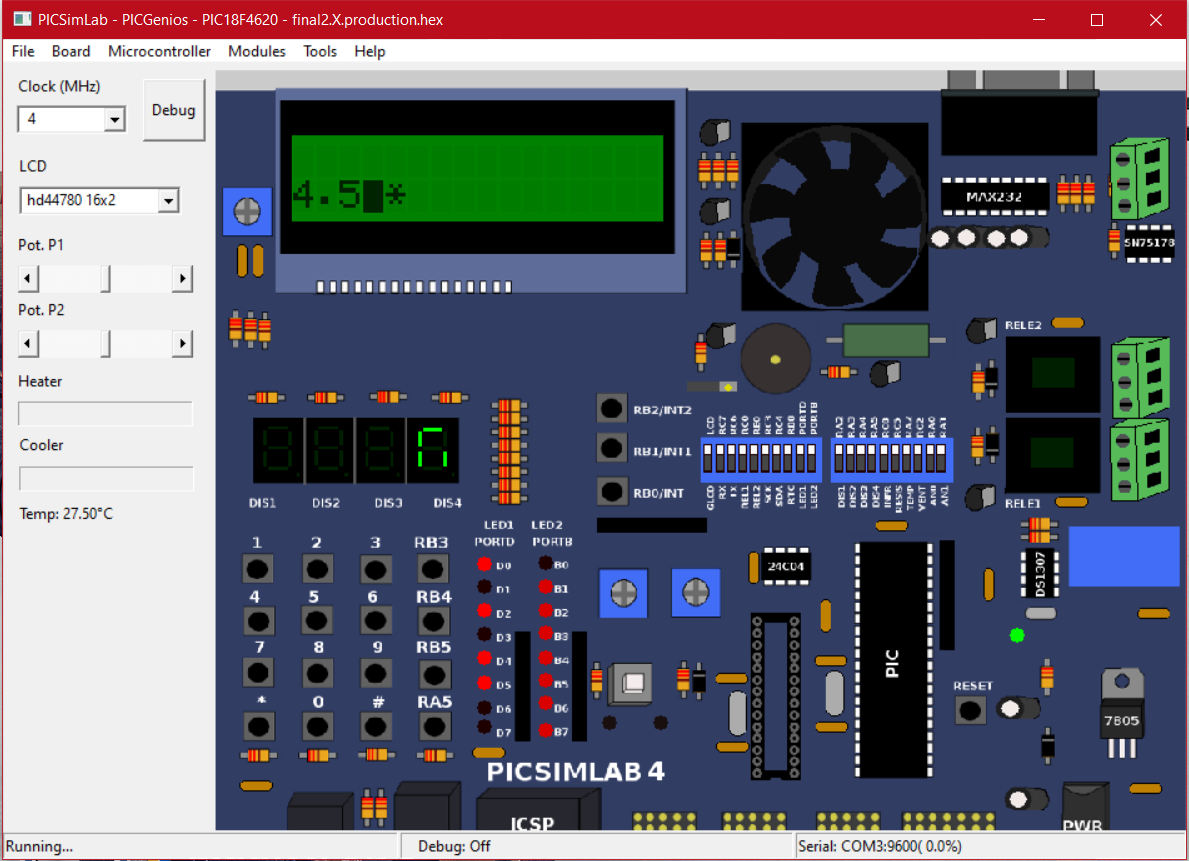 PICSimLab - PICGenios - PIC18F4620 - final2.X.production.hex
File Board Microcontroller Modules Tools Help
Clock (MHz)
4
Debug
LCD
hd44780 16x2
Pot. P1
Pot. P2
Heater
Cooler
Temp: 27.50°C
4.5 *
MAX232
SN75178
RELE2
RELE1
RB2/INT2
RB1/INT1
RB0/INT
LCD RC7 RC6 RC0 RE0 RC3 RC4 RB0 PORTD PORTB
GLCD RX TX REL1 REL2 SCK SDA RTC LED1 LED2
RA2 RA3 RA4 RA5 RC0 RC5 RA2 RC2 RA0 RA1
DIS1 DIS2 DIS3 DIS4 INFR RESIS TEMP VENT AN0 AN1
DIS1 DIS2 DIS3 DIS4
LED1 LED2
PORTD PORTB
1 2 3 RB3
4 5 6 RB4
7 8 9 RB5
* 0 # RA5
D0 B0
D1 B1
D2 B2
D3 B3
D4 B4
D5 B5
D6 B6
D7 B7
24C04
DS1307
PIC
RESET
7805
PICSIMLAB 4
ICSP
PWR
Running...
Debug: Off
Serial: COM3:9600( 0.0%)